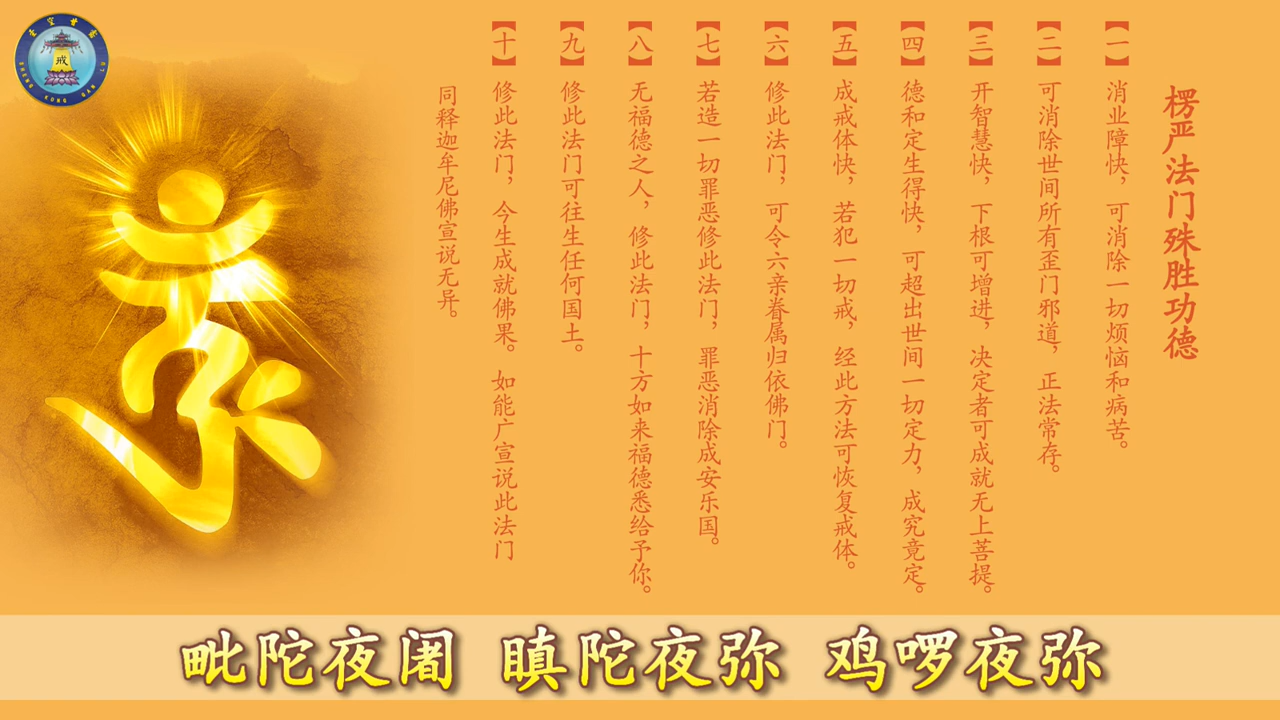 圣空甘露
戒
SHENG KONG GAN LU
楞严法门殊胜功德
【一】消业障快，可消除一切烦恼和病苦。
【二】可消除世间所有歪门邪道，正法常存。
【三】开智慧快，下根可增进，决定者可成就无上菩提。
【四】德和定生得快，可超出世间一切定力，成究竟定。
【五】成戒体快，若犯一切戒，经此方法可恢复戒体。
【六】修此法门，可令六亲眷属归依佛门。
【七】若造一切罪恶修此法门，罪恶消除成安乐国。
【八】无福德之人，修此法门，十方如来福德悉给予你。
【九】修此法门可往生任何国土。
【十】修此法门，今生成就佛果。如能广宣说此法门
同释迦牟尼佛宣说无异。
毗陀夜阇 瞋陀夜弥 鸡啰夜弥